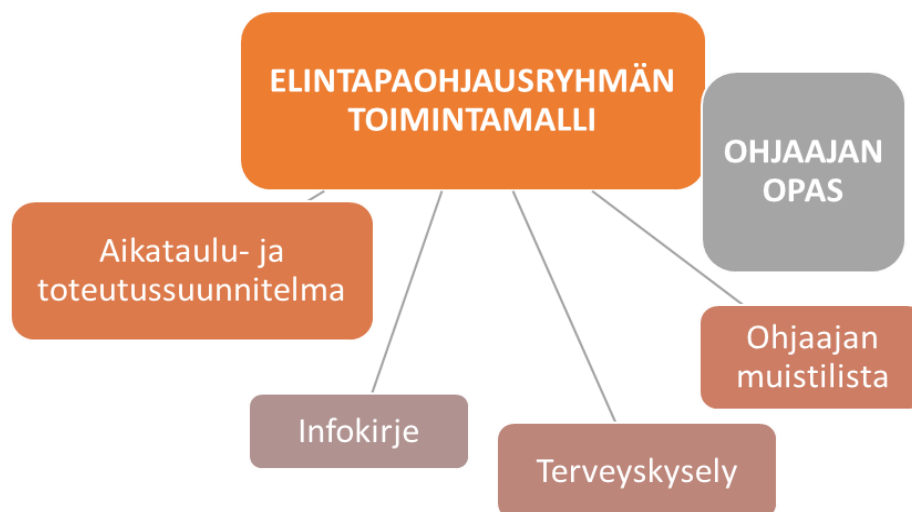 ELINTAPAOHJAUSRYHMÄN
TOIMINTAMALLI
OHJAAJAN
OPAS
Aikataulu- ja
toteutussuunnitelma
Ohjaajan
muistilista
Infokirje
Terveyskysely